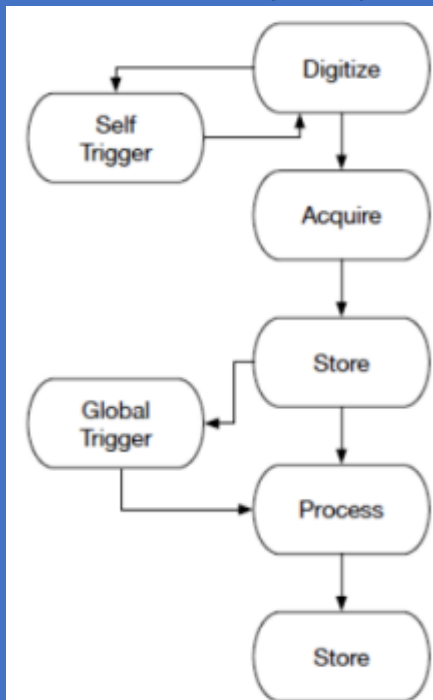 Digitize
Self
Trigger
Acquire
Store
Global
Trigger
Process
Store